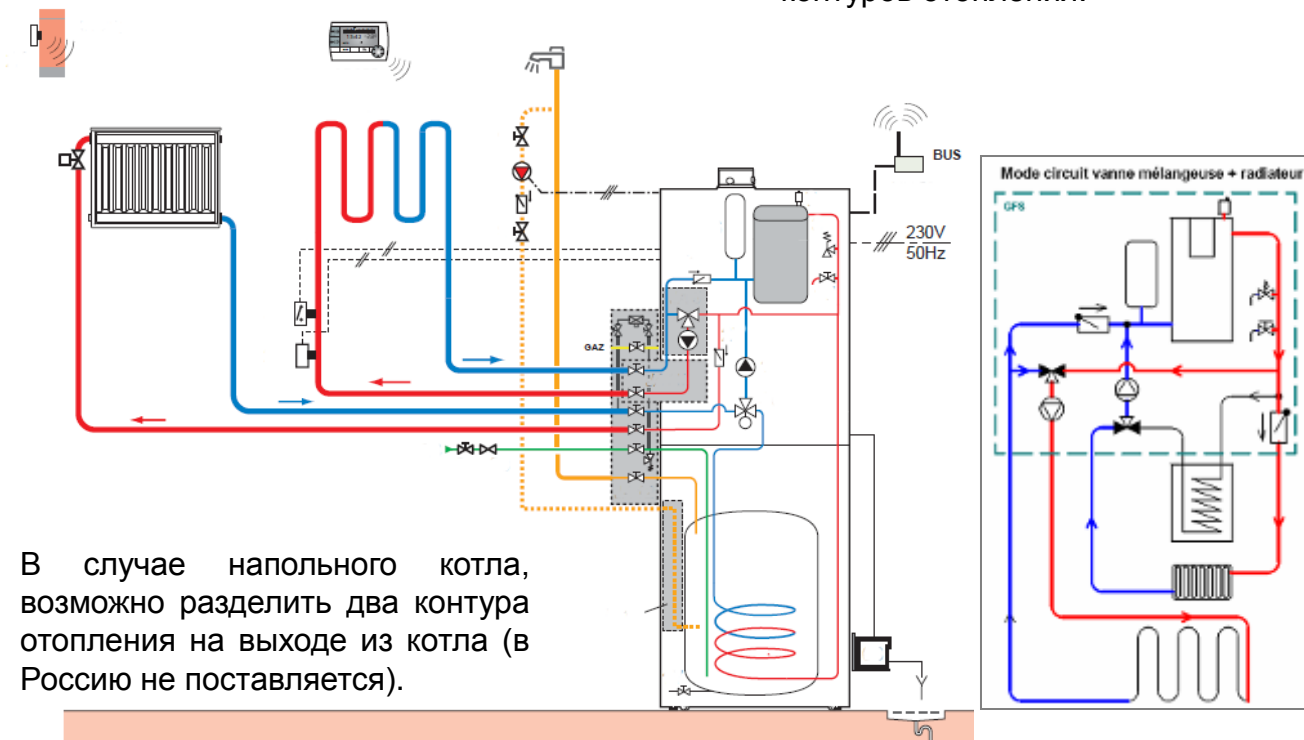 BUS
Mode circuit vanne mélangeuse + radiateur
GFS
230V
50Hz
GAZ
В случае напольного котла,
возможно разделить два контура
отопления на выходе из котла (в
Россию не поставляется).